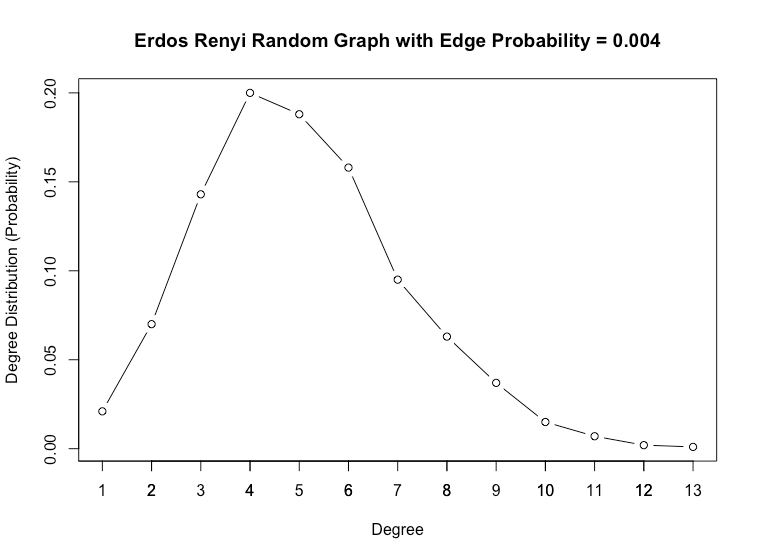 Erdos Renyi Random Graph with Edge Probability = 0.004
Degree Distribution (Probability)
0.20
0.15
0.10
0.05
0.00
1 2 3 4 5 6 7 8 9 10 11 12 13
Degree